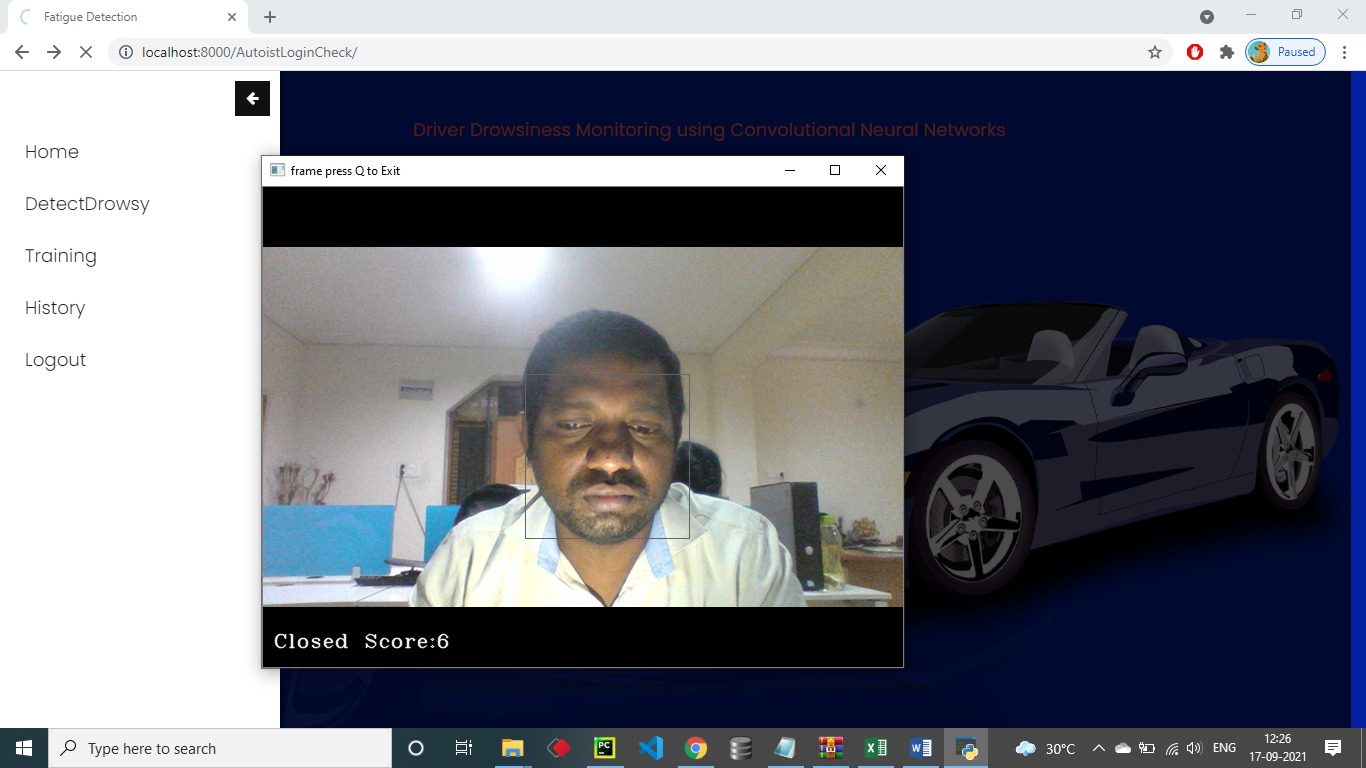 Fatigue Detection
localhost:8000/AutoistLoginCheck/
Paused
Driver Drowsiness Monitoring using Convolutional Neural Networks
Home
DetectDrowsy
Training
History
Logout
frame press Q to Exit
Closed Score:6
Type here to search
PC
30°C
ENG
12:26
17-09-2021